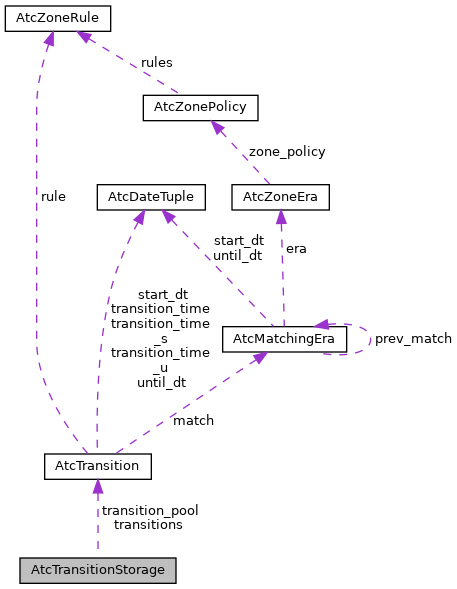 AtcZoneRule
rules
AtcZonePolicy
zone_policy
rule
AtcDateTuple
AtcZoneEra
start_dt
until_dt
era
start_dt
transition_time
transition_time
_s
transition_time
_u
until_dt
AtcMatchingEra
prev_match
match
AtcTransition
transition_pool
transitions
AtcTransitionStorage